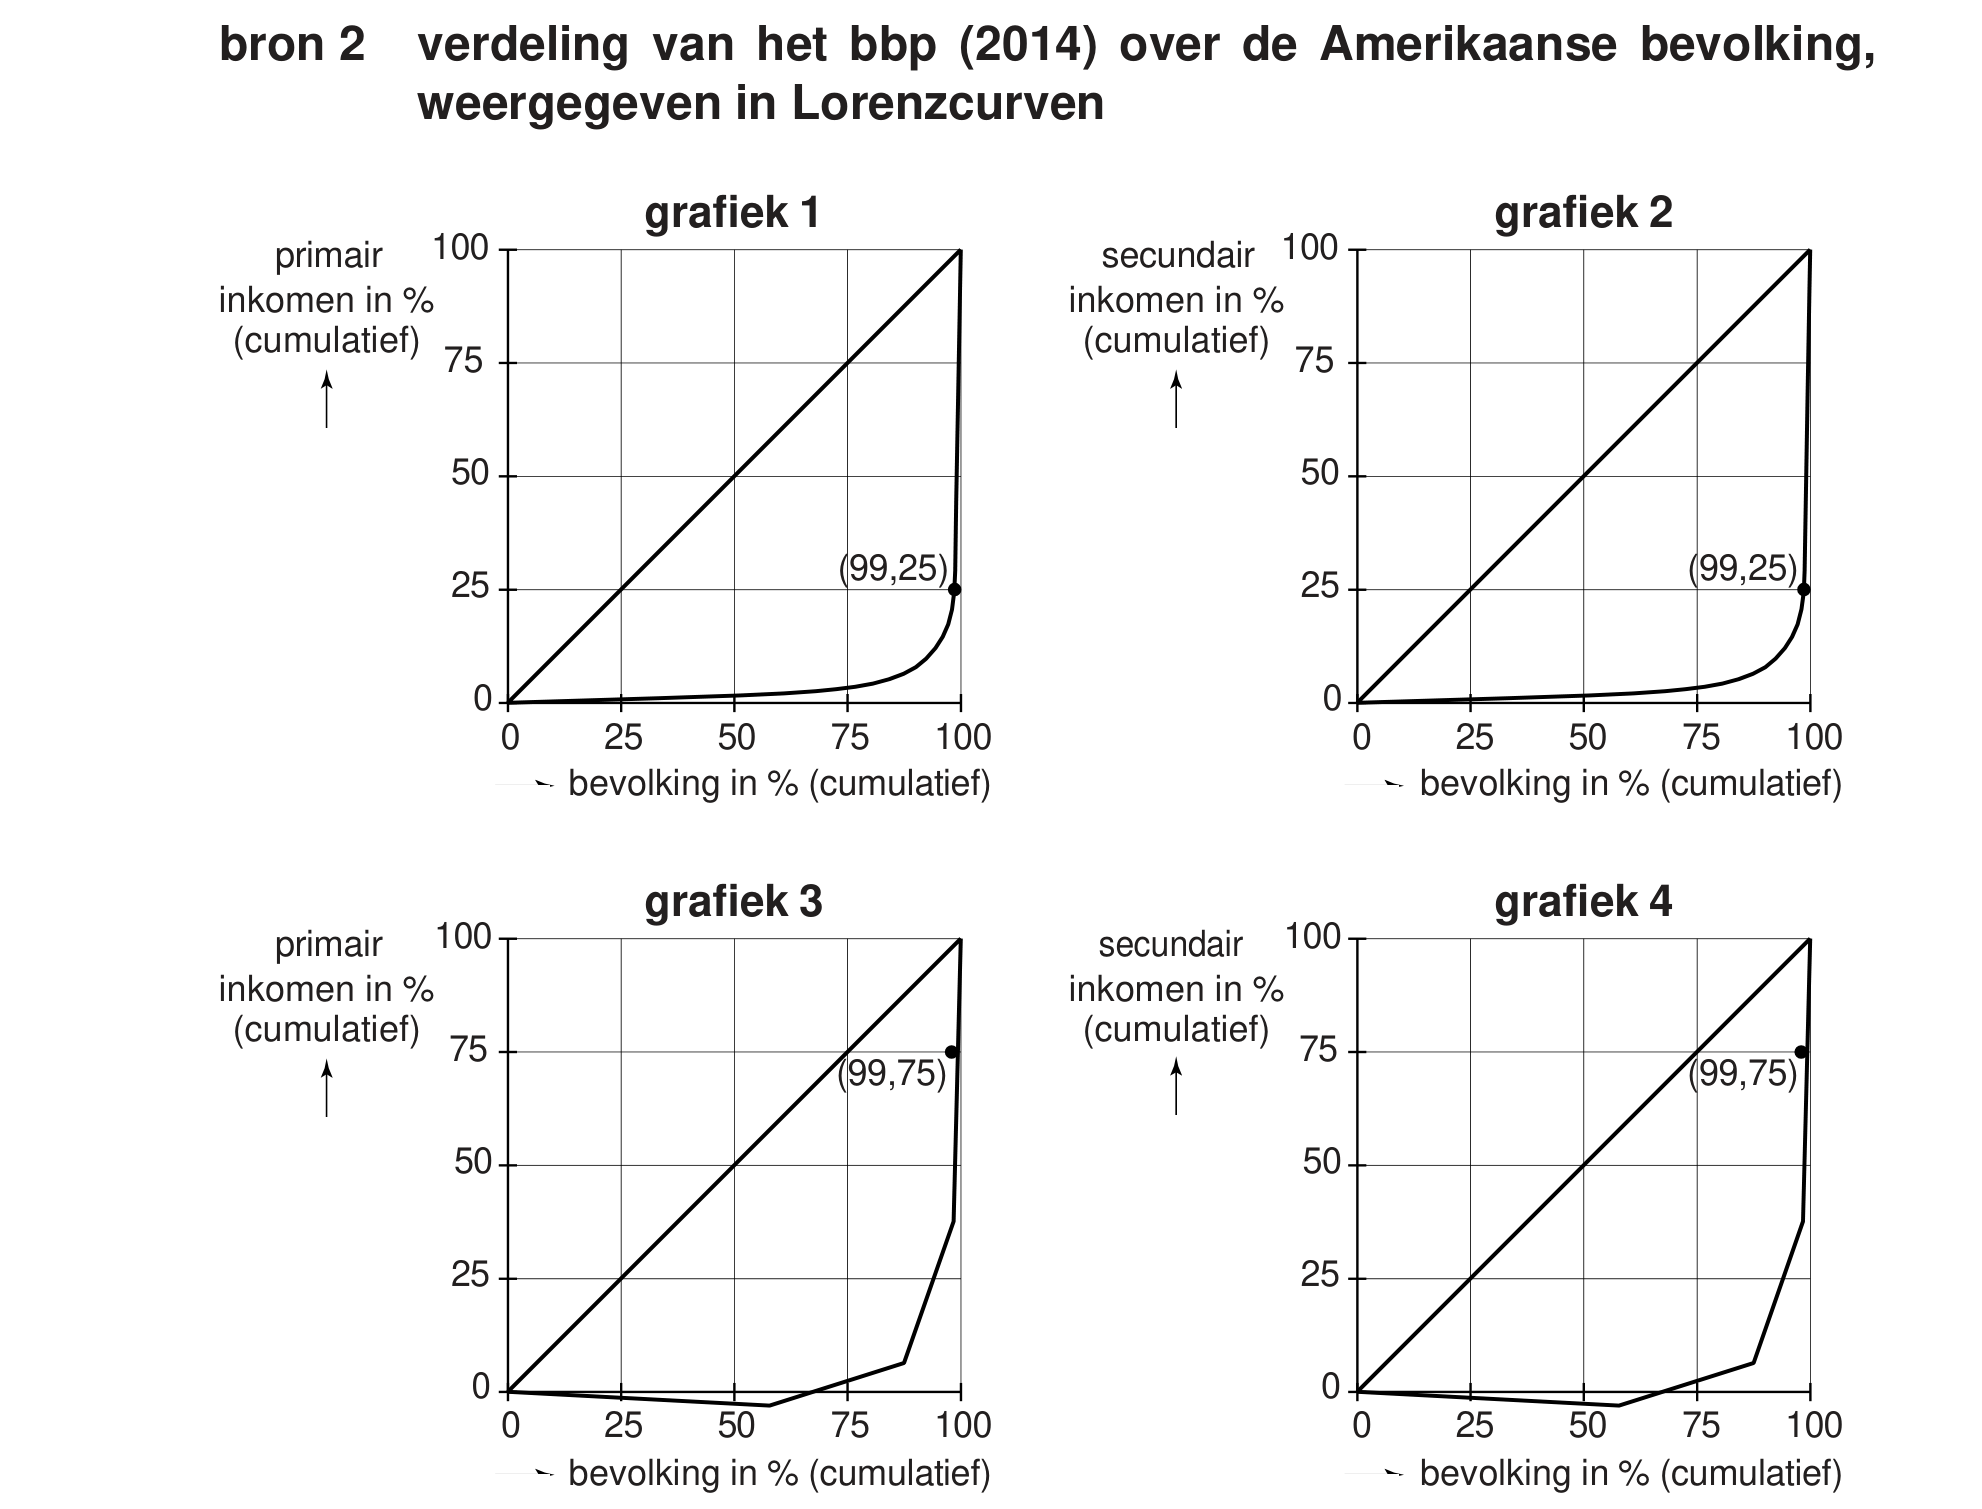 bron 2 verdeling van het bbp (2014) over de Amerikaanse bevolking,
weergegeven in Lorenzcurven
grafiek 1
primair
inkomen in %
(cumulatief)
100
75
50
25
0
(99,25)
0 25 50 75 100
bevolking in % (cumulatief)
grafiek 2
secundair
inkomen in %
(cumulatief)
100
75
50
25
0
(99,25)
0 25 50 75 100
bevolking in % (cumulatief)
grafiek 3
primair
inkomen in %
(cumulatief)
100
75
50
25
0
(99,75)
0 25 50 75 100
bevolking in % (cumulatief)
grafiek 4
secundair
inkomen in %
(cumulatief)
100
75
50
25
0
(99,75)
0 25 50 75 100
bevolking in % (cumulatief)